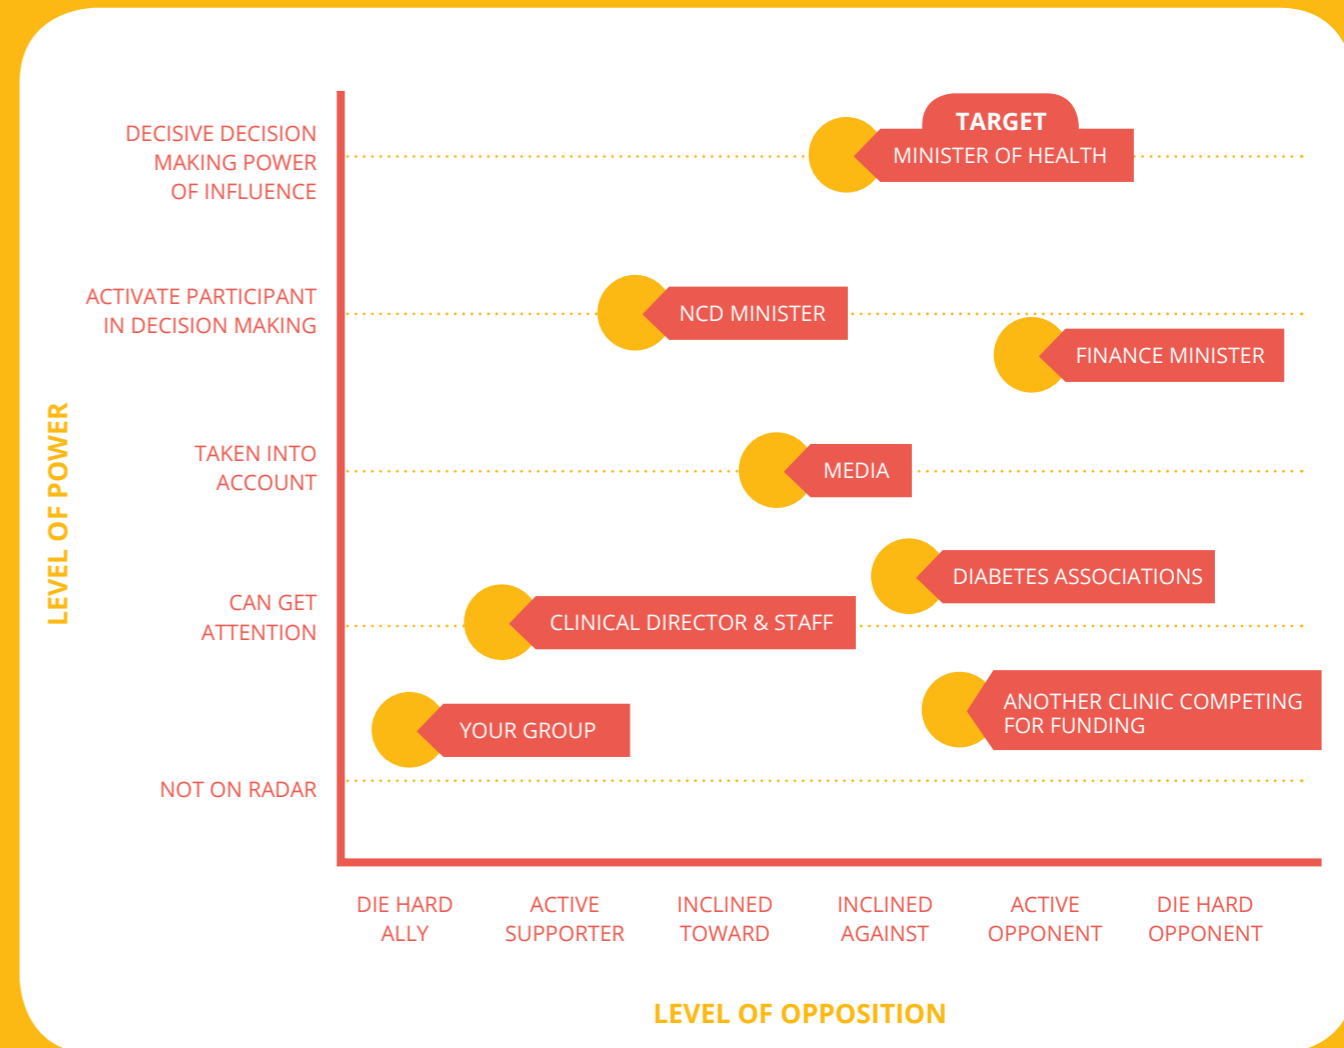 DECISIVE DECISION
MAKING POWER
OF INFLUENCE
TARGET
MINISTER OF HEALTH
ACTIVATE PARTICIPANT
IN DECISION MAKING
NCD MINISTER
FINANCE MINISTER
LEVEL OF POWER
TAKEN INTO
ACCOUNT
MEDIA
DIABETES ASSOCIATIONS
CAN GET
ATTENTION
CLINICAL DIRECTOR & STAFF
ANOTHER CLINIC COMPETING
FOR FUNDING
YOUR GROUP
NOT ON RADAR
DIE HARD
ALLY
ACTIVE
SUPPORTER
INCLINED
TOWARD
INCLINED
AGAINST
ACTIVE
OPPONENT
DIE HARD
OPPONENT
LEVEL OF OPPOSITION